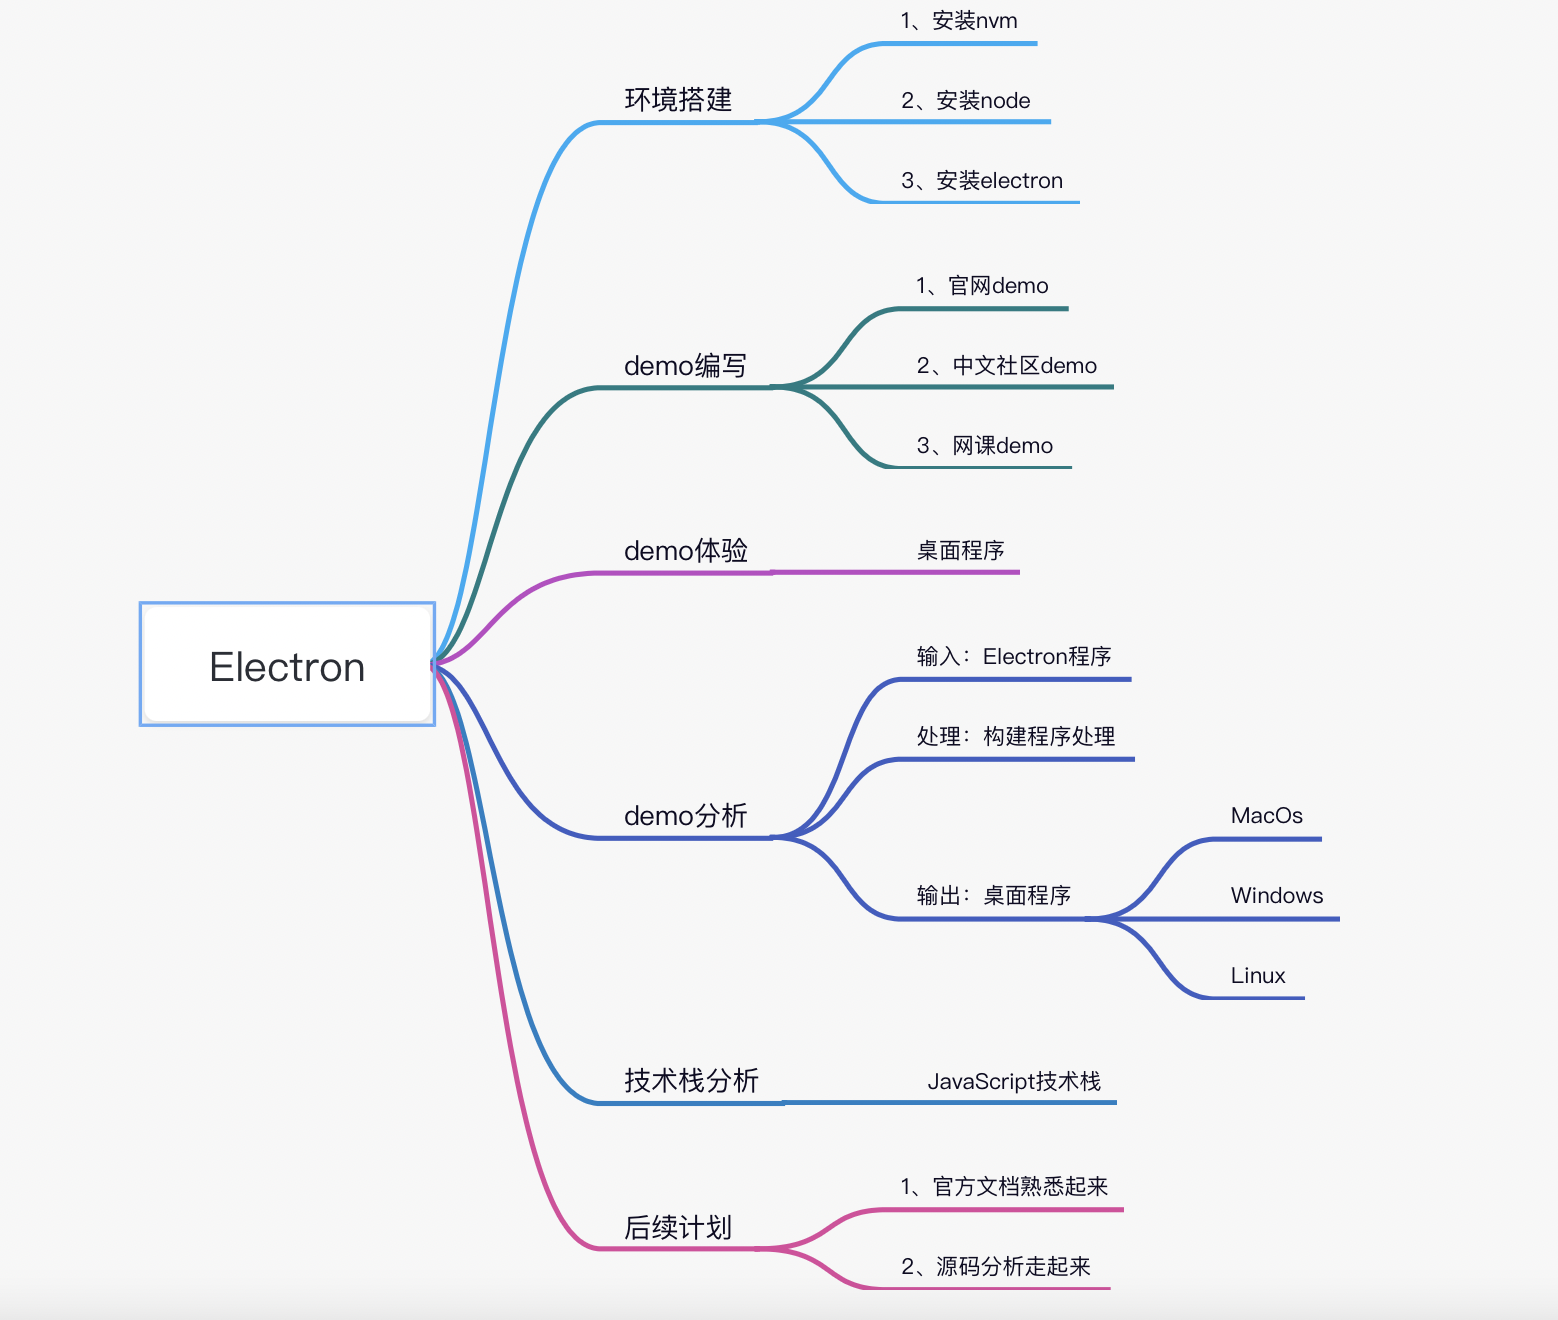 Electron
环境搭建
1、安装nvm
2、安装node
3、安装electron
demo编写
1、官网demo
2、中文社区demo
3、网课demo
demo体验
桌面程序
demo分析
输入：Electron程序
处理：构建程序处理
输出：桌面程序
MacOs
Windows
Linux
技术栈分析
JavaScript技术栈
后续计划
1、官方文档熟悉起来
2、源码分析走起来